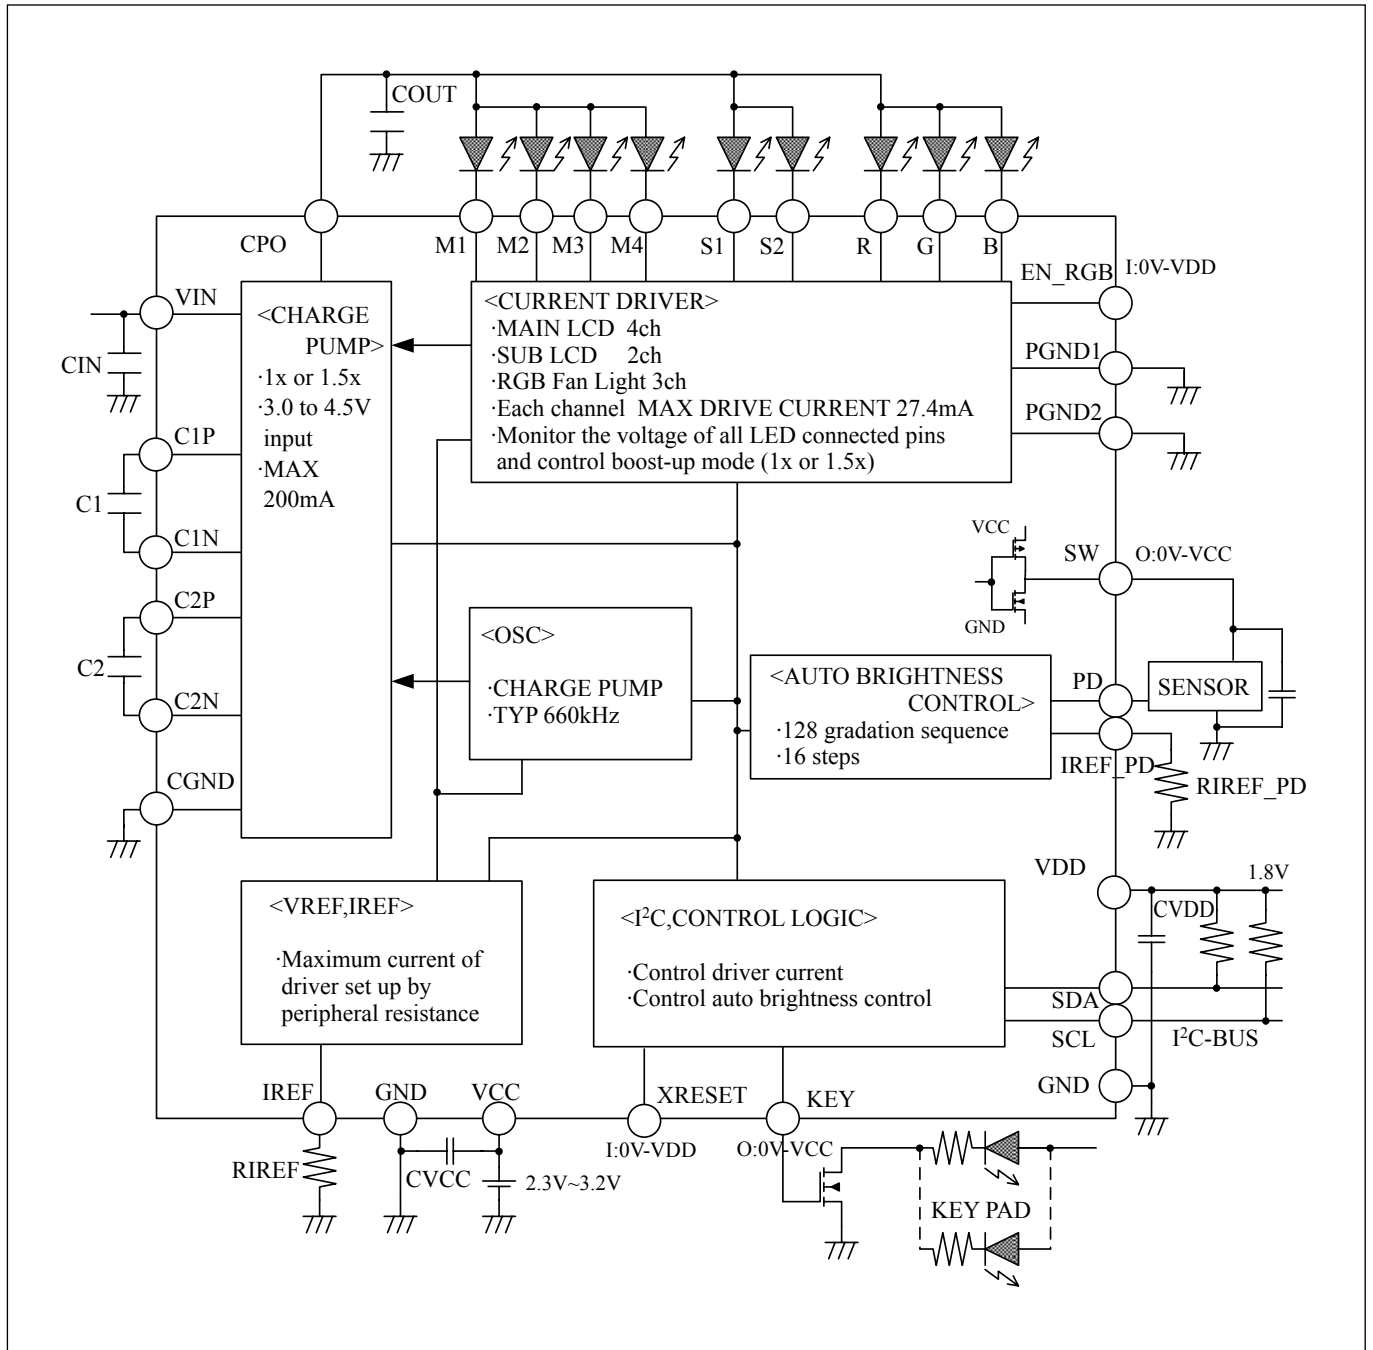 COUT
CPO
M1
M2
M3
M4
S1
S2
R
G
B
EN_RGB
I:0V-VDD
VIN
CIN
<CHARGE
PUMP>
·1x or 1.5x
·3.0 to 4.5V
input
·MAX
200mA
<CURRENT DRIVER>
·MAIN LCD 4ch
·SUB LCD 2ch
·RGB Fan Light 3ch
·Each channel MAX DRIVE CURRENT 27.4mA
·Monitor the voltage of all LED connected pins
and control boost-up mode (1x or 1.5x)
PGND1
PGND2
C1P
C1
C1N
C2P
C2
C2N
CGND
VCC
GND
SW
O:0V-VCC
<OSC>
·CHARGE PUMP
·TYP 660kHz
<AUTO BRIGHTNESS
CONTROL>
·128 gradation sequence
·16 steps
PD
SENSOR
IREF_PD
RIREF_PD
VDD
1.8V
CVDD
<VREF,IREF>
·Maximum current of
driver set up by
peripheral resistance
<I²C,CONTROL LOGIC>
·Control driver current
·Control auto brightness control
SDA
SCL
I²C-BUS
GND
IREF
GND
VCC
XRESET
KEY
I:0V-VDD
O:0V-VCC
RIREF
CVCC
2.3V~3.2V
KEY PAD